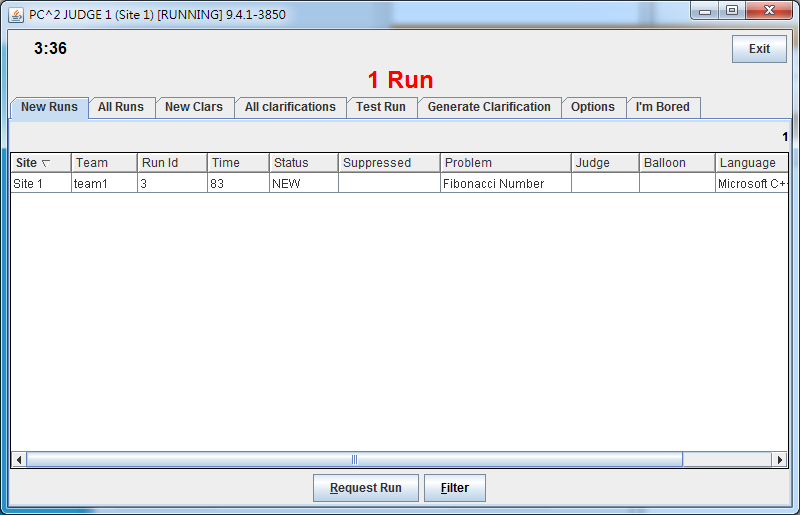 PC^2 JUDGE 1 (Site 1) [RUNNING] 9.4.1-3850
3:36
Exit
1 Run
New Runs All Runs New Clars All clarifications Test Run Generate Clarification Options I'm Bored
1
Site Team Run Id Time Status Suppressed Problem Judge Balloon Language
Site 1 team1 3 83 NEW Fibonacci Number Microsoft C++
Request Run Filter